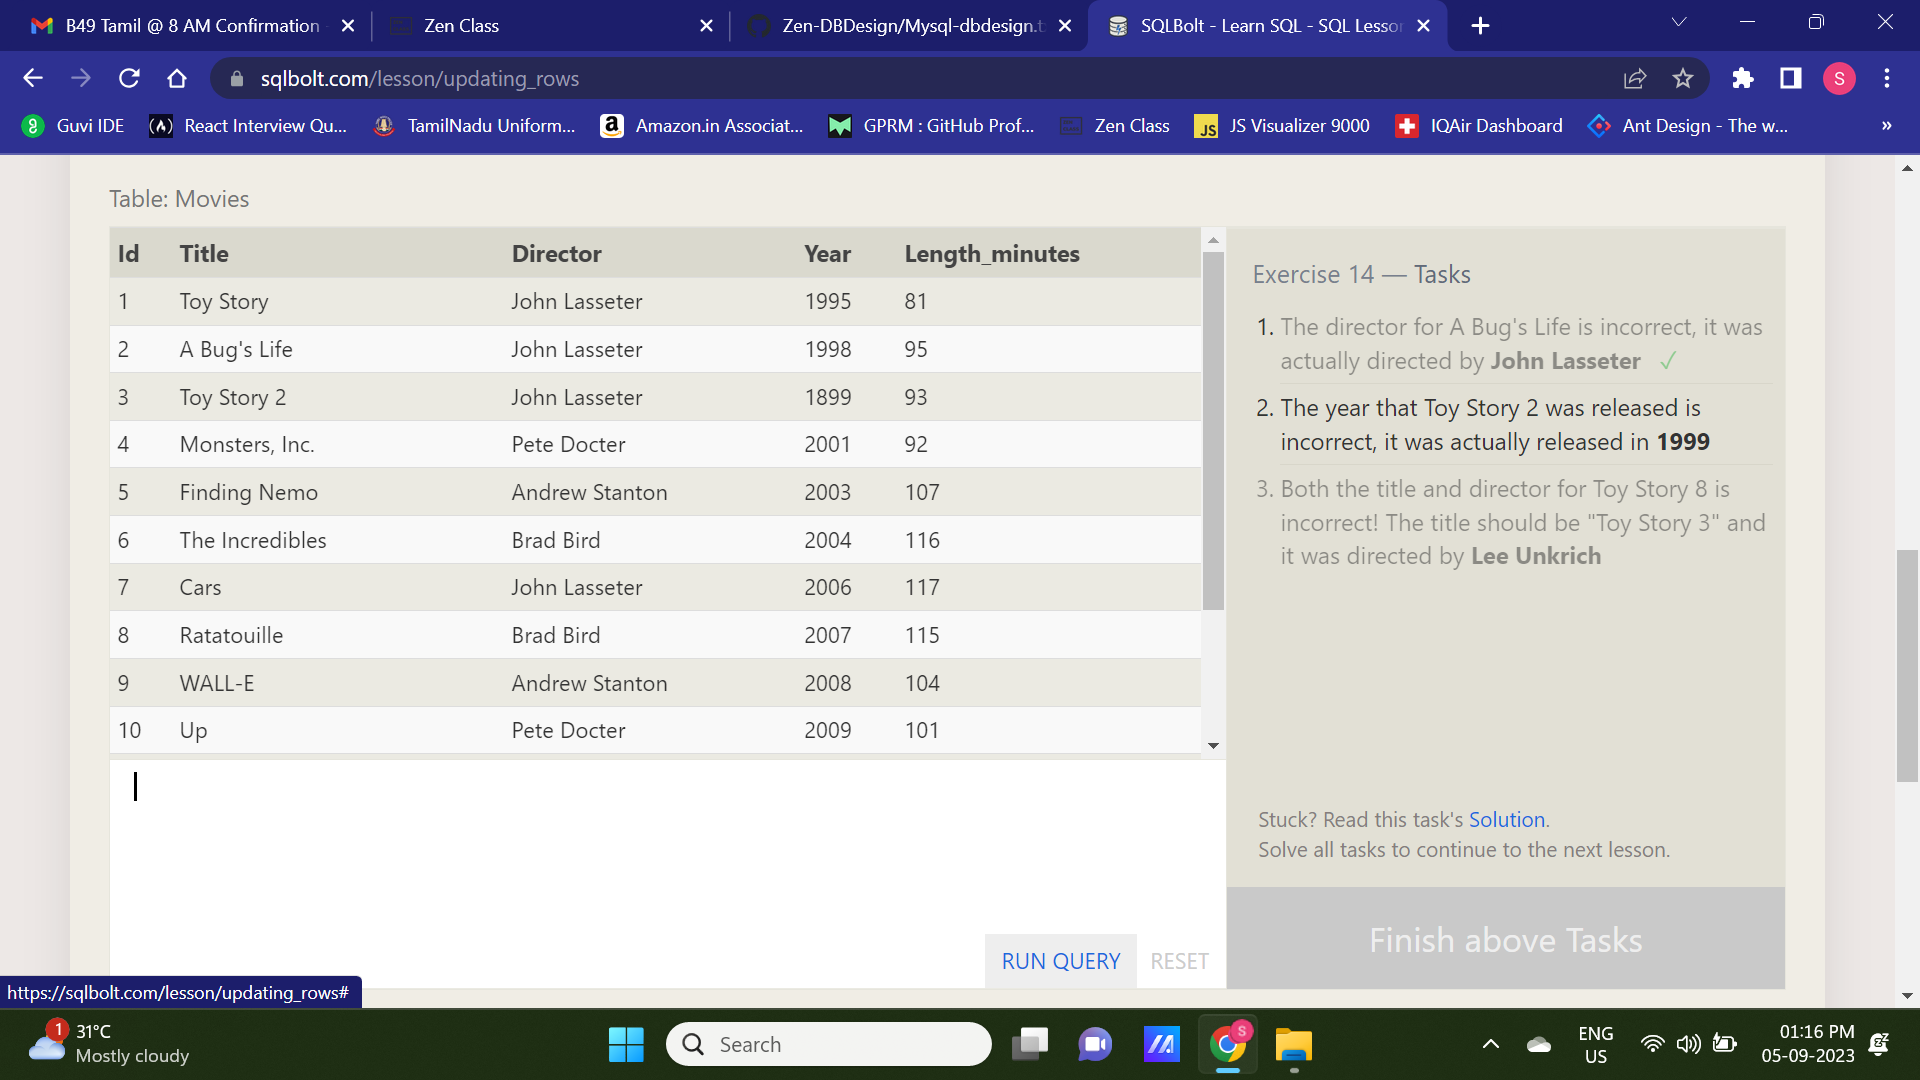 B49 Tamil @ 8 AM Confirmation
Zen Class
Zen-DBDesign/Mysql-dbdesign.t
SQLBolt - Learn SQL - SQL Lesson
sqlbolt.com/lesson/updating_rows
S
Guvi IDE
React Interview Qu...
TamilNadu Uniform...
Amazon.in Associat...
GPRM : GitHub Prof...
Zen Class
JS Visualizer 9000
IQAir Dashboard
Ant Design - The w...
»
Table: Movies
Id Title Director Year Length_minutes
1 Toy Story John Lasseter 1995 81
2 A Bug's Life John Lasseter 1998 95
3 Toy Story 2 John Lasseter 1899 93
4 Monsters, Inc. Pete Docter 2001 92
5 Finding Nemo Andrew Stanton 2003 107
6 The Incredibles Brad Bird 2004 116
7 Cars John Lasseter 2006 117
8 Ratatouille Brad Bird 2007 115
9 WALL-E Andrew Stanton 2008 104
10 Up Pete Docter 2009 101
RUN QUERY RESET
Exercise 14 — Tasks
1. The director for A Bug's Life is incorrect, it was
actually directed by John Lasseter ✓
2. The year that Toy Story 2 was released is
incorrect, it was actually released in 1999
3. Both the title and director for Toy Story 8 is
incorrect! The title should be "Toy Story 3" and
it was directed by Lee Unkrich
Stuck? Read this task's Solution.
Solve all tasks to continue to the next lesson.
Finish above Tasks
https://sqlbolt.com/lesson/updating_rows#
1
31°C
Mostly cloudy
Search
S
ENG
US
01:16 PM
05-09-2023